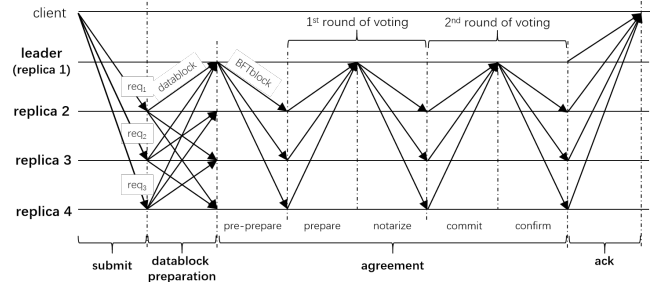 client
1st round of voting
2nd round of voting
leader
(replica 1)
datablock
BFTblock
req1
replica 2
req2
replica 3
req3
replica 4
pre-prepare
prepare
notarize
commit
confirm
submit
datablock
preparation
agreement
ack